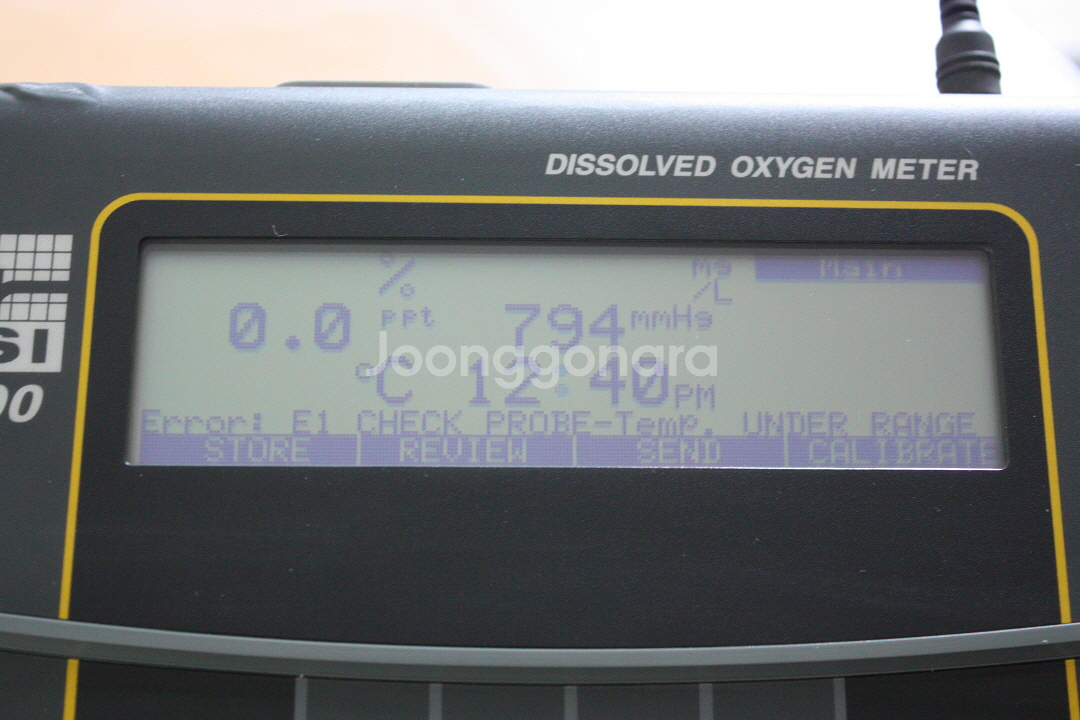 DISSOLVED OXYGEN METER
% mg/L Main
0.0 ppt 794 mmHg
°C 12:40 PM
Error: E1 CHECK PROBE-Temp. UNDER RANGE
STORE REVIEW SEND CALIBRATE
SI
00
Joonggonara